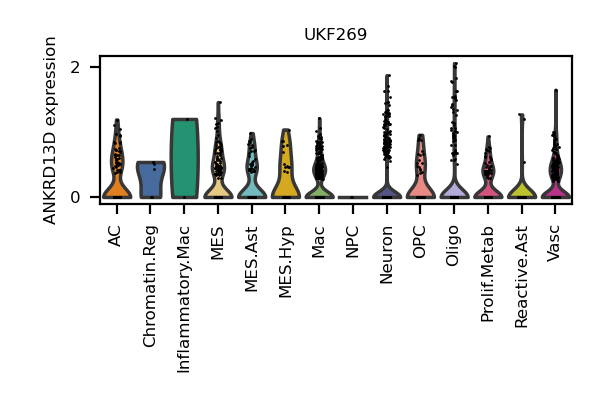 UKF269
ANKRD13D expression
2
0
AC
Chromatin.Reg
Inflammatory.Mac
MES
MES.Ast
MES.Hyp
Mac
NPC
Neuron
OPC
Oligo
Prolif.Metab
Reactive.Ast
Vasc